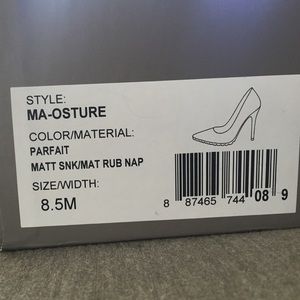 STYLE:
MA-OSTURE
COLOR/MATERIAL:
PARFAIT
MATT SNK/MAT RUB NAP
SIZE/WIDTH:
8.5M
8 87465 744 08 9